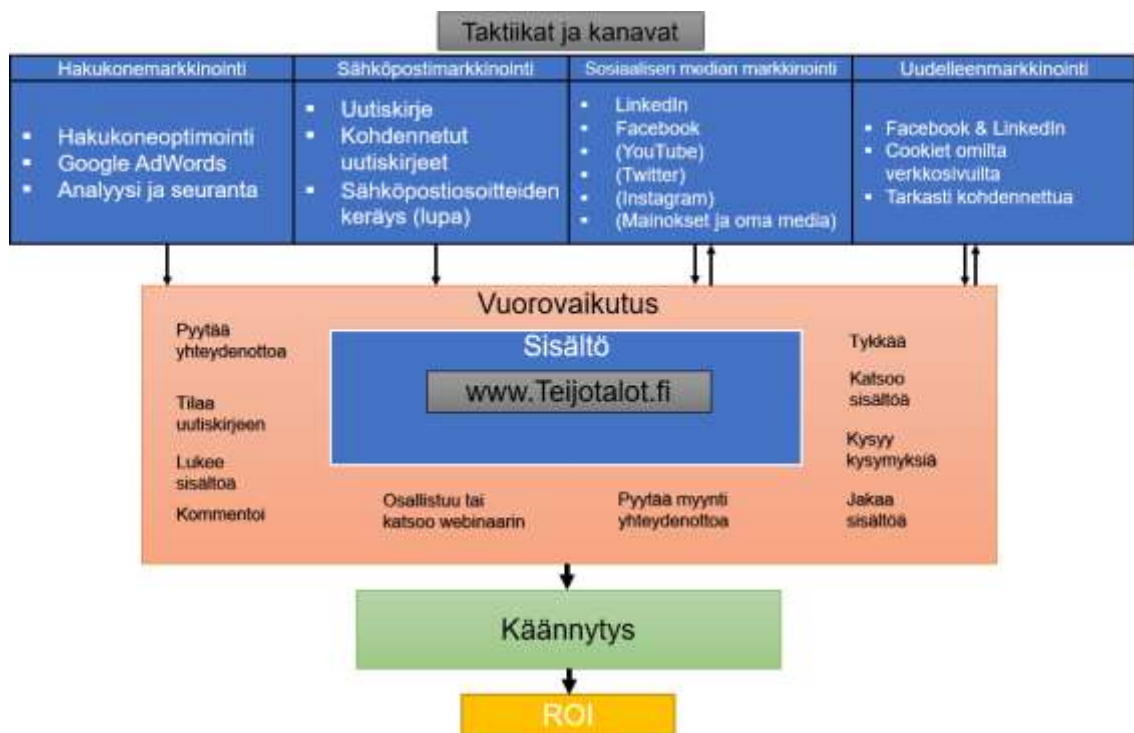 Taktiikat ja kanavat
Hakukonemarkkinointi
Sähköpostimarkkinointi
Sosiaalisen median markkinointi
Uudelleenmarkkinointi
▪ Hakukoneoptimointi
▪ Google AdWords
▪ Analyysi ja seuranta
▪ Uutiskirje
▪ Kohdennetut
uutiskirjeet
▪ Sähköpostiosoitteiden
keräys (lupa)
▪ LinkedIn
▪ Facebook
▪ (YouTube)
▪ (Twitter)
▪ (Instagram)
▪ (Mainokset ja oma media)
▪ Facebook & LinkedIn
▪ Cookiet omilta
verkkosivuilta
▪ Tarkasti kohdennettua
Vuorovaikutus
Pyytää
yhteydenottoa
Tilaa
uutiskirjeen
Lukee
sisältöä
Kommentoi
Sisältö
www.Teijotalot.fi
Osallistuu tai
katsoo webinaarin
Pyytää myynti
yhteydenottoa
Tykkää
Katsoo
sisältöä
Kysyy
kysymyksiä
Jakaa
sisältöä
Käännytys
ROI